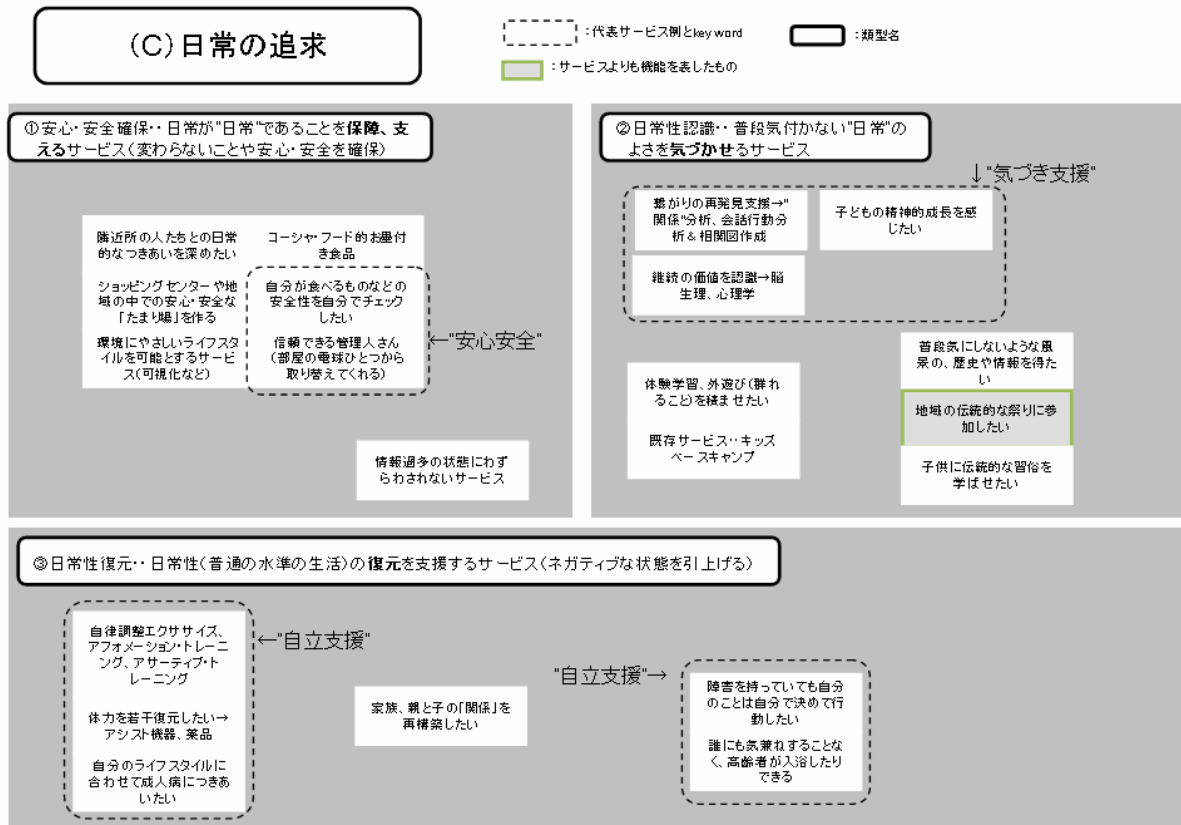 (C)日常の追求
：代表サービス例とkey word
：類型名
：サービスよりも機能を表したもの
①安心・安全確保‥日常が"日常"であることを保障、支
えるサービス(変わらないことや安心・安全を確保)
隣近所の人たちとの日常
的なつきあいを深めたい
コーシャ・フード的お墨付
き食品
ショッピングセンターや地
域の中での安心・安全な
「たまり場」を作る
自分が食べるものなどの
安全性を自分でチェック
したい
環境にやさしいライフスタ
イルを可能とするサービ
ス(可視化など)
信頼できる管理人さん
(部屋の電球ひとつから
取り替えてくれる)
←"安心安全"
情報過多の状態にわず
らわされないサービス
②日常性認識‥普段気付かない"日常"の
よさを気づかせるサービス
↓"気づき支援"
繋がりの再発見支援→"
関係"分析、会話行動分
析＆相関図作成
子どもの精神的成長を感
じたい
継続の価値を認識→脳
生理、心理学
体験学習、外遊び(群れ
ること)を積ませたい
既存サービス‥キッズ
ベースキャンプ
普段気にしないような風
景の、歴史や情報を得た
い
地域の伝統的な祭りに参
加したい
子供に伝統的な習俗を
学ばせたい
③日常性復元‥日常性(普通の水準の生活)の復元を支援するサービス(ネガティブな状態を引上げる)
自律調整エクササイズ、
アフォメーション・トレーニ
ング、アサーティブ・ト
レーニング
←"自立支援"
体力を若干復元したい→
アシスト機器、薬品
自分のライフスタイルに
合わせて成人病につきあ
いたい
家族、親と子の「関係」を
再構築したい
"自立支援"→
障害を持っていても自分
のことは自分で決めて行
動したい
誰にも気兼ねすることな
く、高齢者が入浴したり
できる